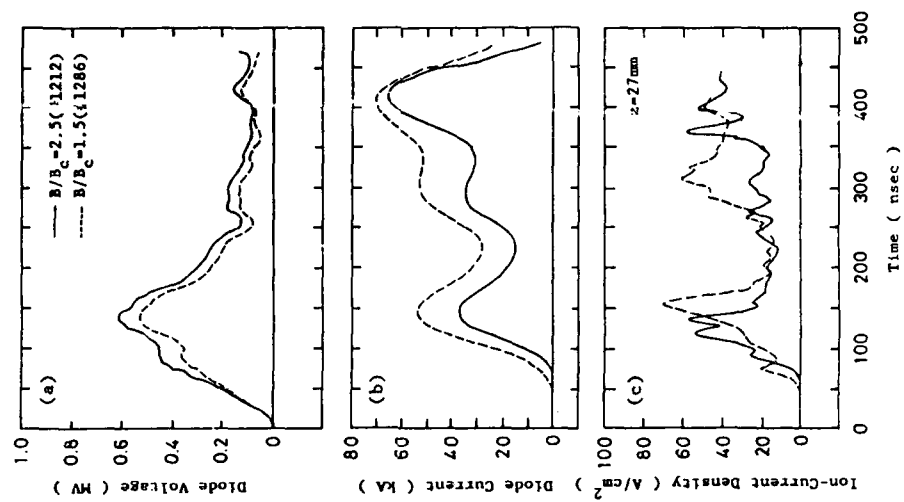 (a)
1.0
0.8
0.6
0.4
0.2
0
Diode Voltage ( MV )
B/Bc=2.5(#1212)
B/Bc=1.5(#1286)
(b)
80
60
40
20
0
Diode Current ( kA )
(c)
z=27mm
100
80
60
40
20
0
Ion-Current Density ( A/cm2 )
0
100
200
300
400
500
Time ( nsec )